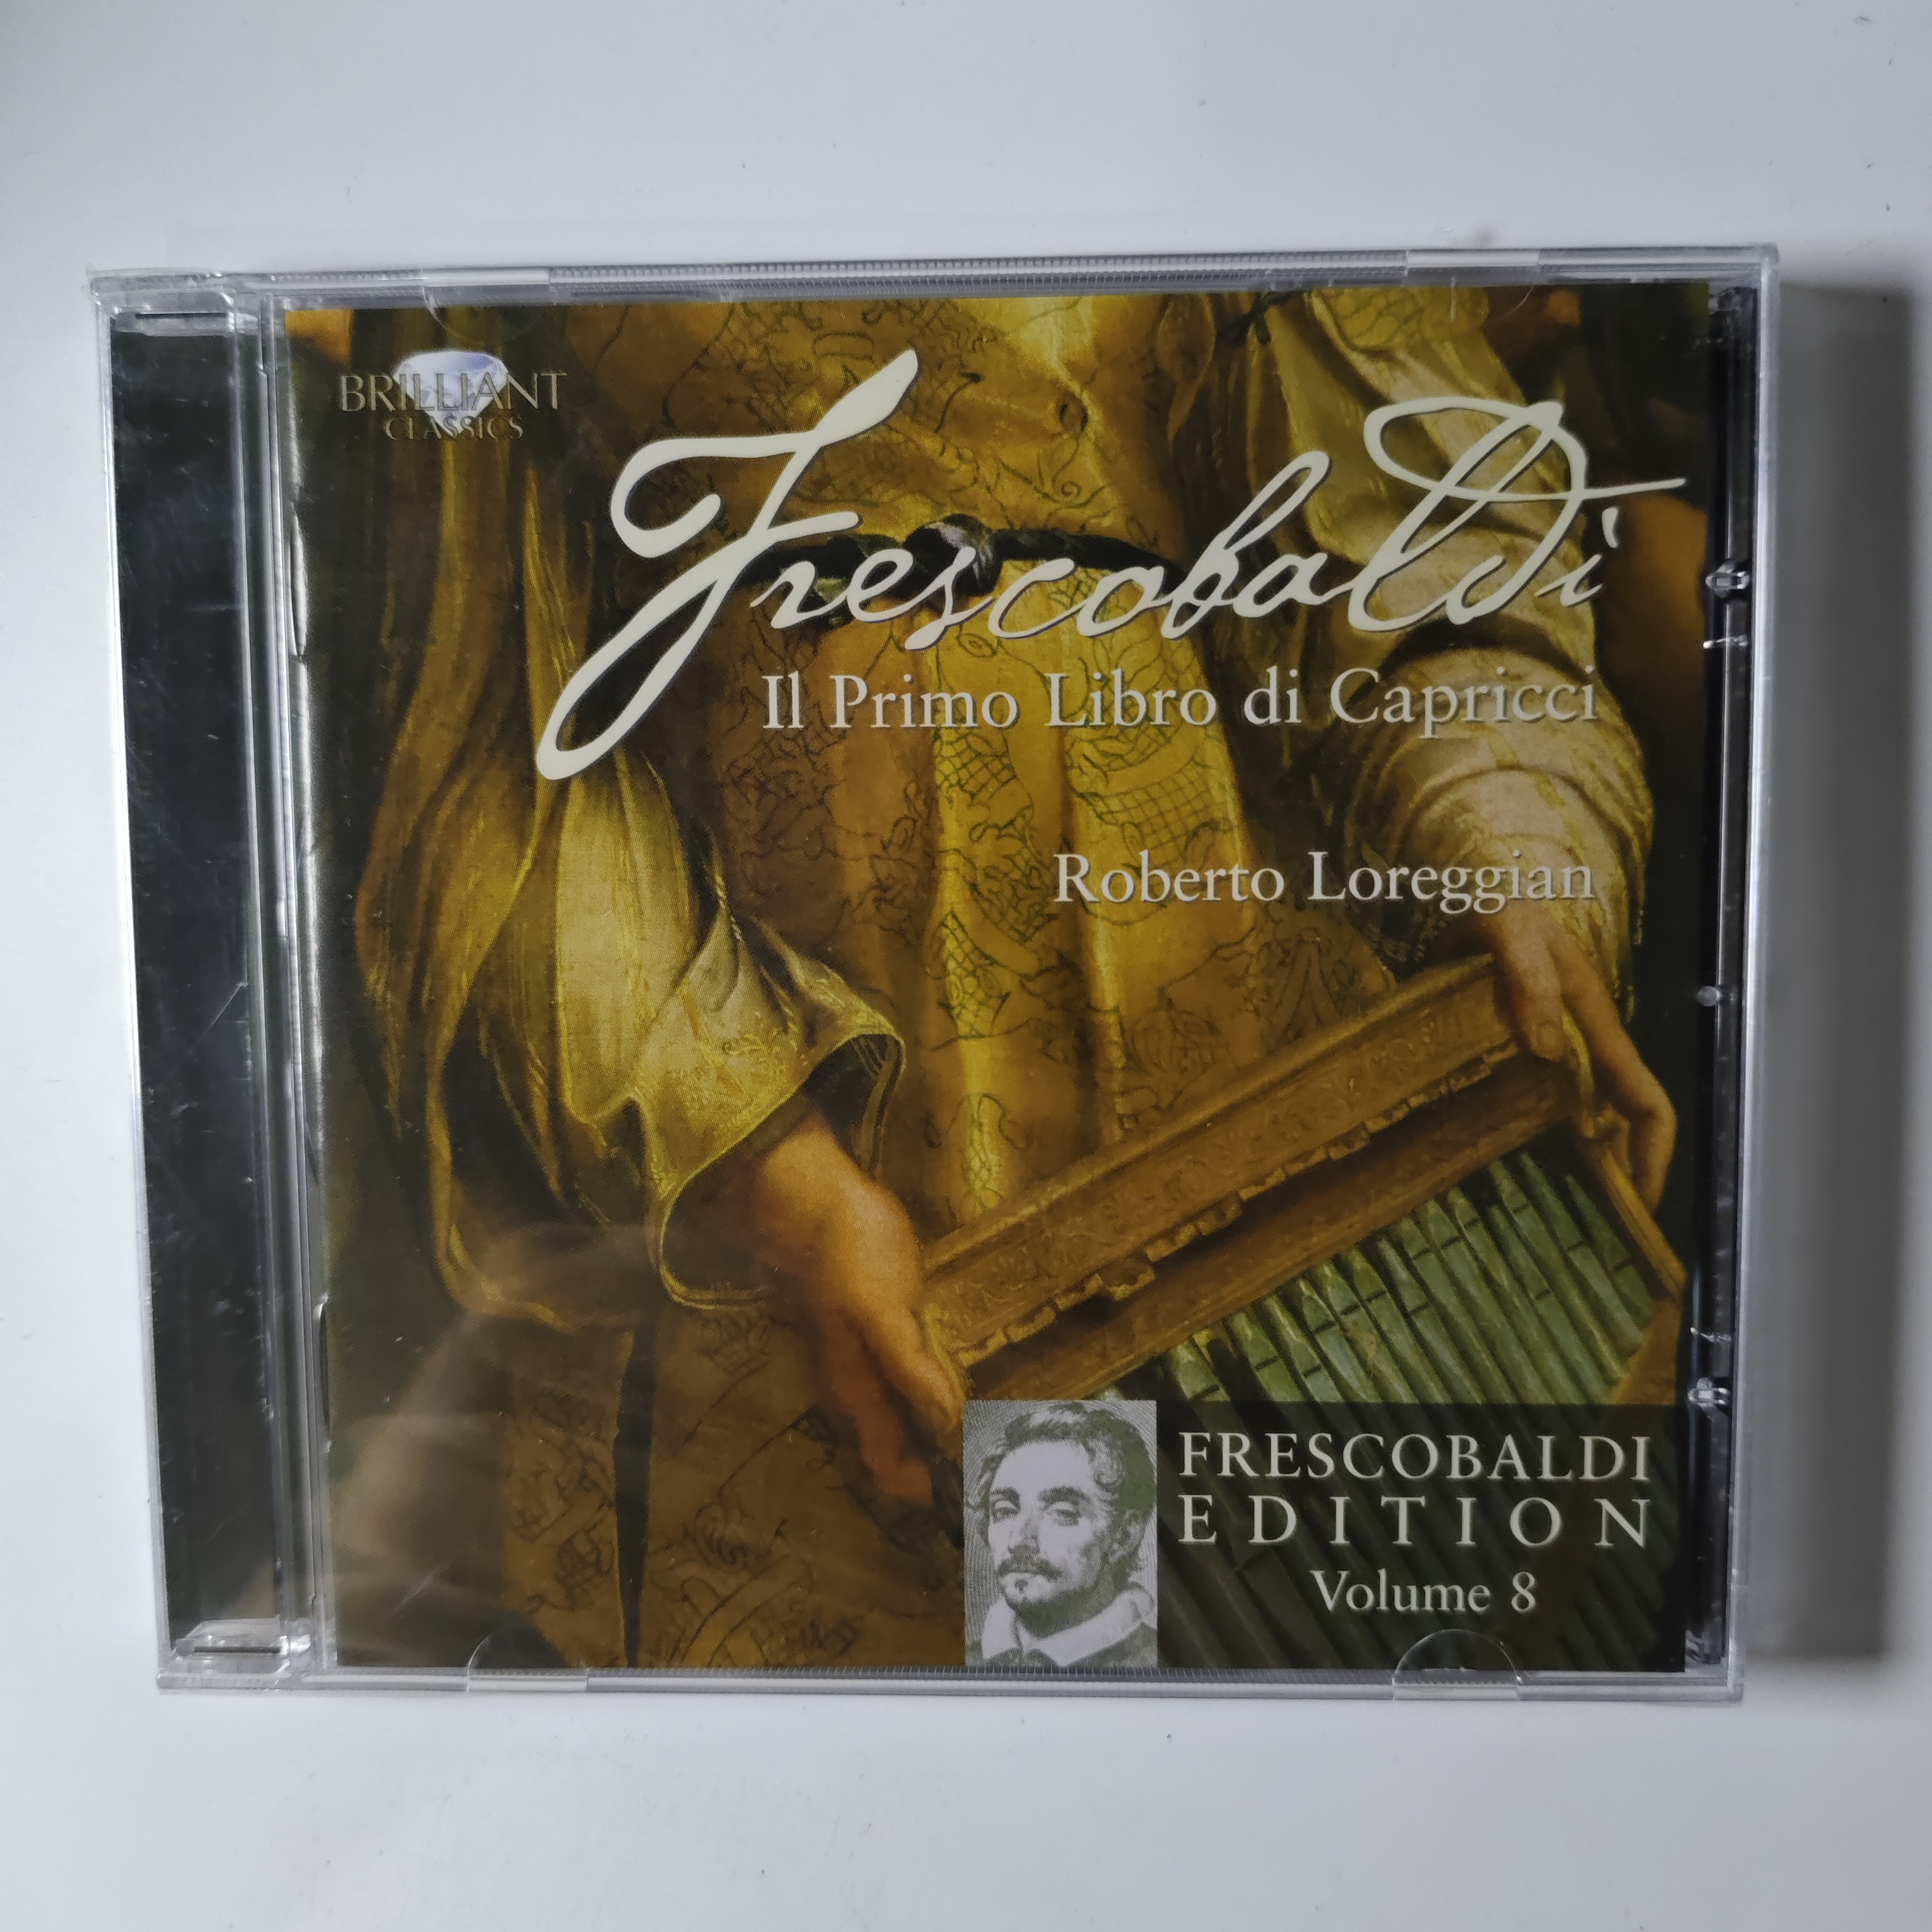 BRILLIANT
CLASSICS
Frescobaldi
Il Primo Libro di Capricci
Roberto Loreggian
FRESCOBALDI
EDITION
Volume 8